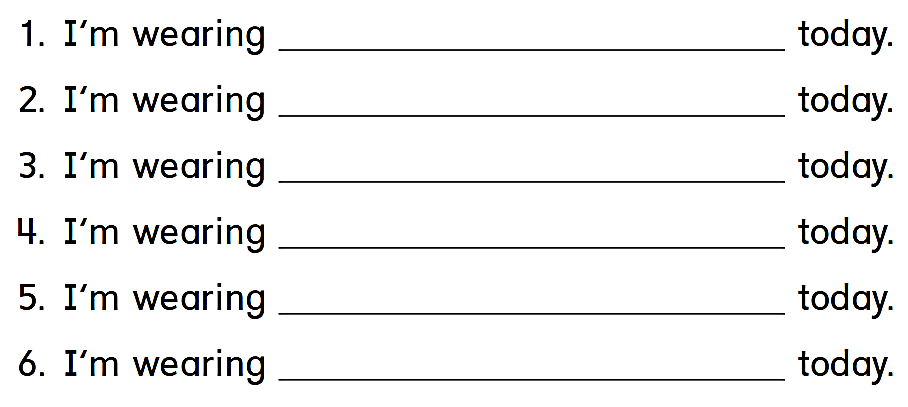 1. I'm wearing ______________________ today.
2. I'm wearing ______________________ today.
3. I'm wearing ______________________ today.
4. I'm wearing ______________________ today.
5. I'm wearing ______________________ today.
6. I'm wearing ______________________ today.